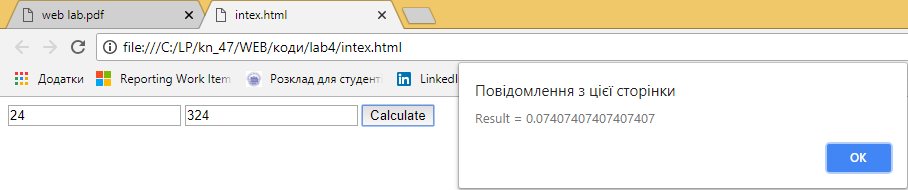 web lab.pdf
intex.html
file:///C:/LP/kn_47/WEB/коди/lab4/intex.html
Додатки
Reporting Work Item
Розклад для студент
LinkedI
24
324
Calculate
Повідомлення з цієї сторінки
Result = 0.07407407407407407
OK